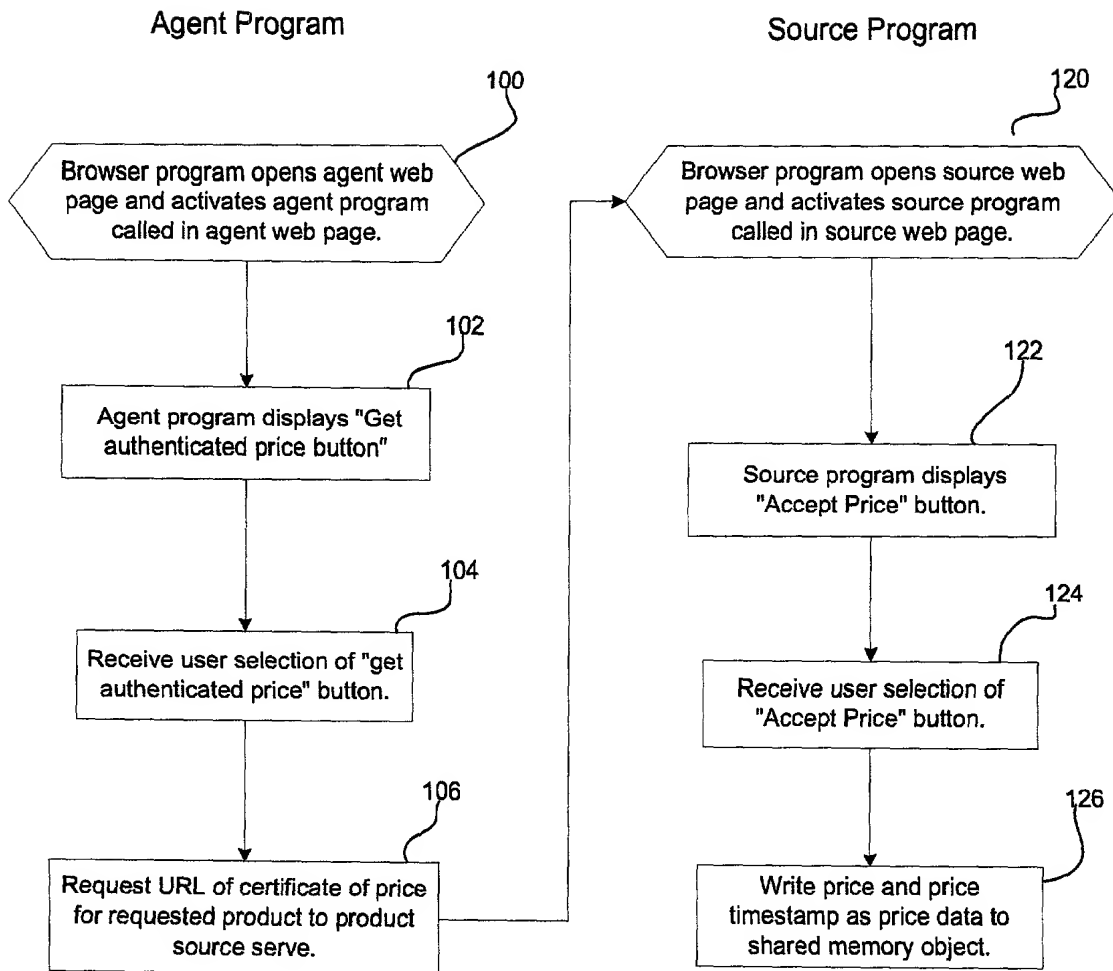 Agent Program
100
Browser program opens agent web
page and activates agent program
called in agent web page.
102
Agent program displays "Get
authenticated price button"
104
Receive user selection of "get
authenticated price" button.
106
Request URL of certificate of price
for requested product to product
source serve.
Source Program
120
Browser program opens source web
page and activates source program
called in source web page.
122
Source program displays
"Accept Price" button.
124
Receive user selection of
"Accept Price" button.
126
Write price and price
timestamp as price data to
shared memory object.